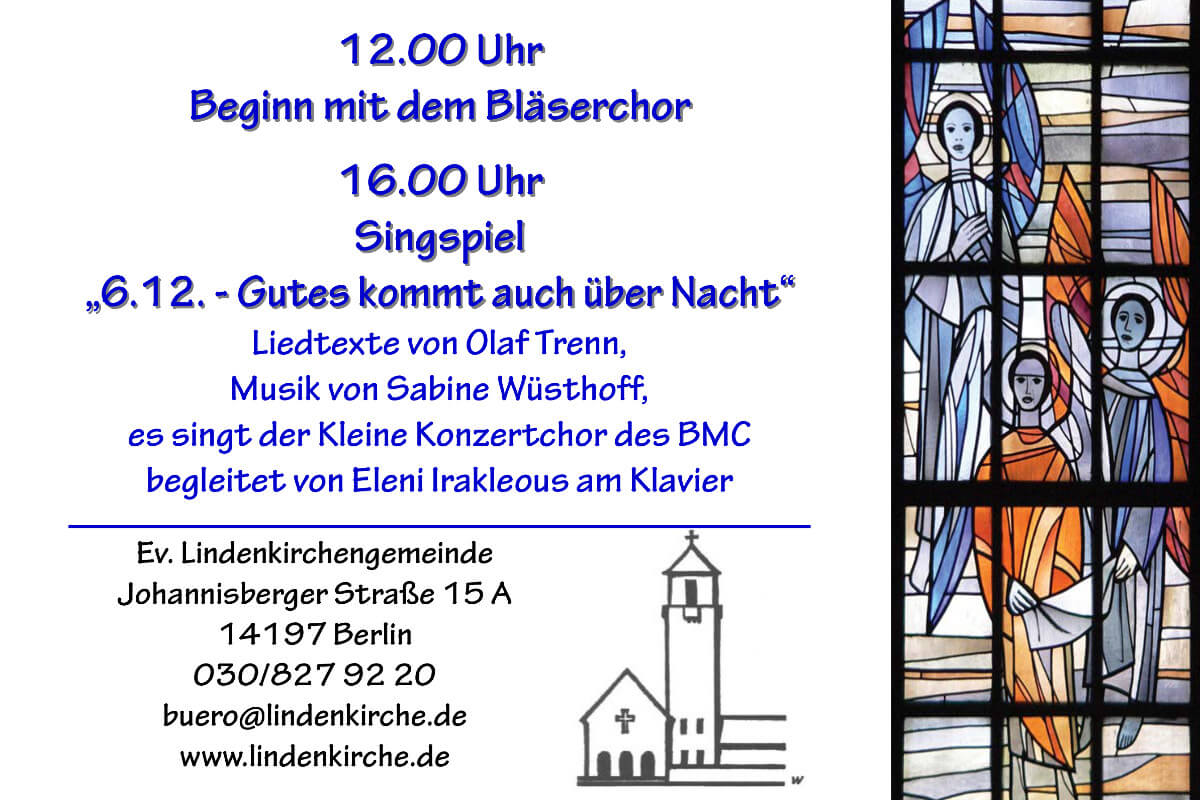 12.00 Uhr
Beginn mit dem Bläserchor
16.00 Uhr
Singspiel
„6.12. - Gutes kommt auch über Nacht“
Liedtexte von Olaf Trenn,
Musik von Sabine Wüsthoff,
es singt der Kleine Konzertchor des BMC
begleitet von Eleni Irakleous am Klavier
Ev. Lindenkirchengemeinde
Johannisberger Straße 15 A
14197 Berlin
030/827 92 20
buero@lindenkirche.de
www.lindenkirche.de
w